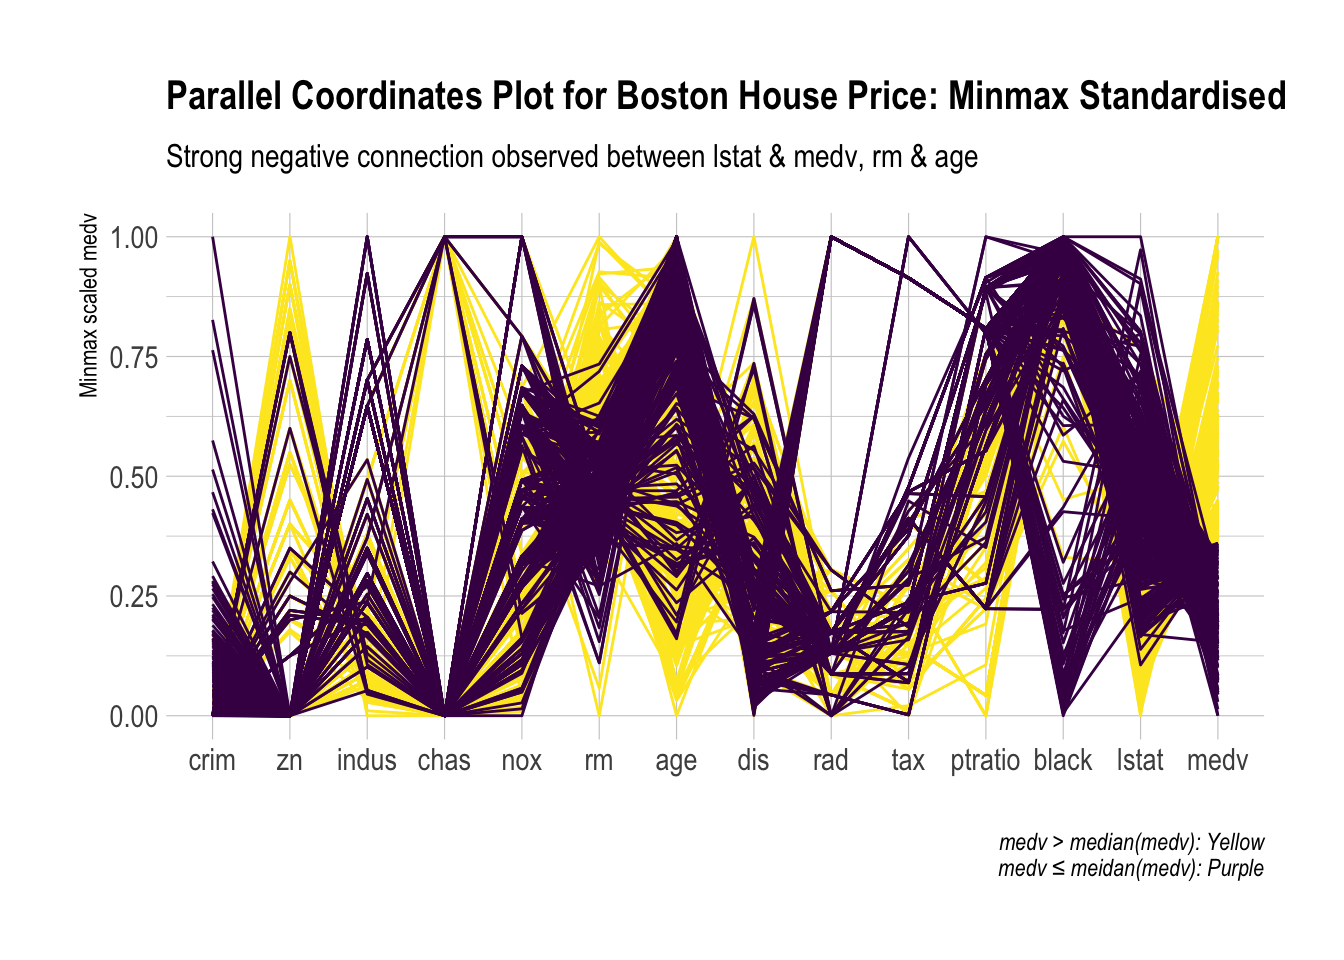 Parallel Coordinates Plot for Boston House Price: Minmax Standardised
Strong negative connection observed between lstat & medv, rm & age
Minmax scaled medv
1.00
0.75
0.50
0.25
0.00
crim zn indus chas nox rm age dis rad tax ptratio black lstat medv
medv > median(medv): Yellow
medv ≤ meidan(medv): Purple